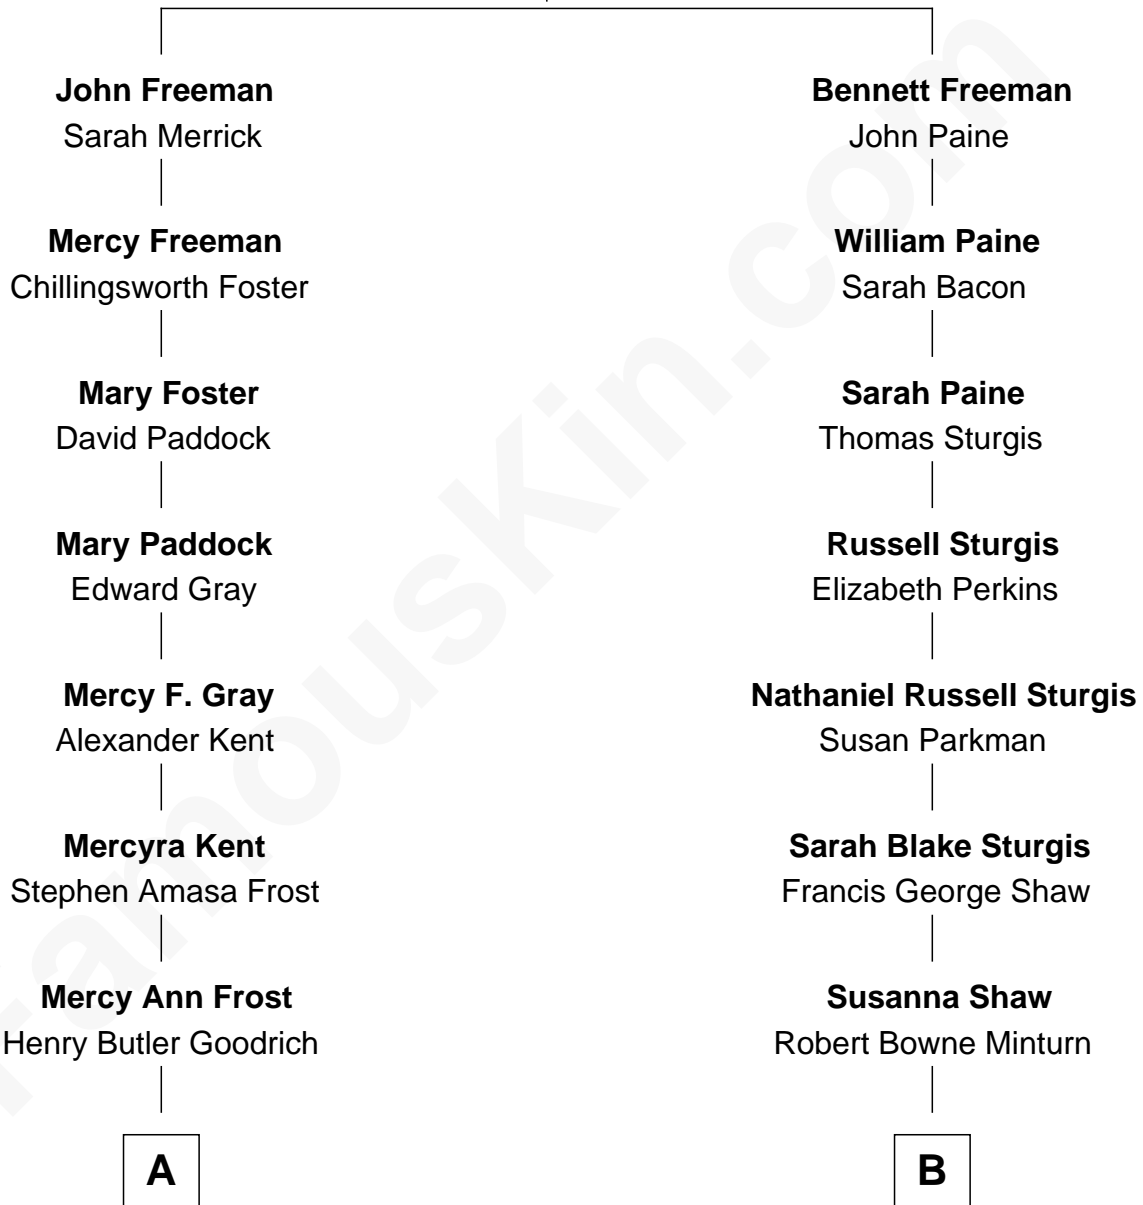 John Freeman
Sarah Merrick
Mercy Freeman
Chillingsworth Foster
Mary Foster
David Paddock
Mary Paddock
Edward Gray
Mercy F. Gray
Alexander Kent
Mercyra Kent
Stephen Amasa Frost
Mercy Ann Frost
Henry Butler Goodrich
A
Bennett Freeman
John Paine
William Paine
Sarah Bacon
Sarah Paine
Thomas Sturgis
Russell Sturgis
Elizabeth Perkins
Nathaniel Russell Sturgis
Susan Parkman
Sarah Blake Sturgis
Francis George Shaw
Susanna Shaw
Robert Bowne Minturn
B
FamousKin.com